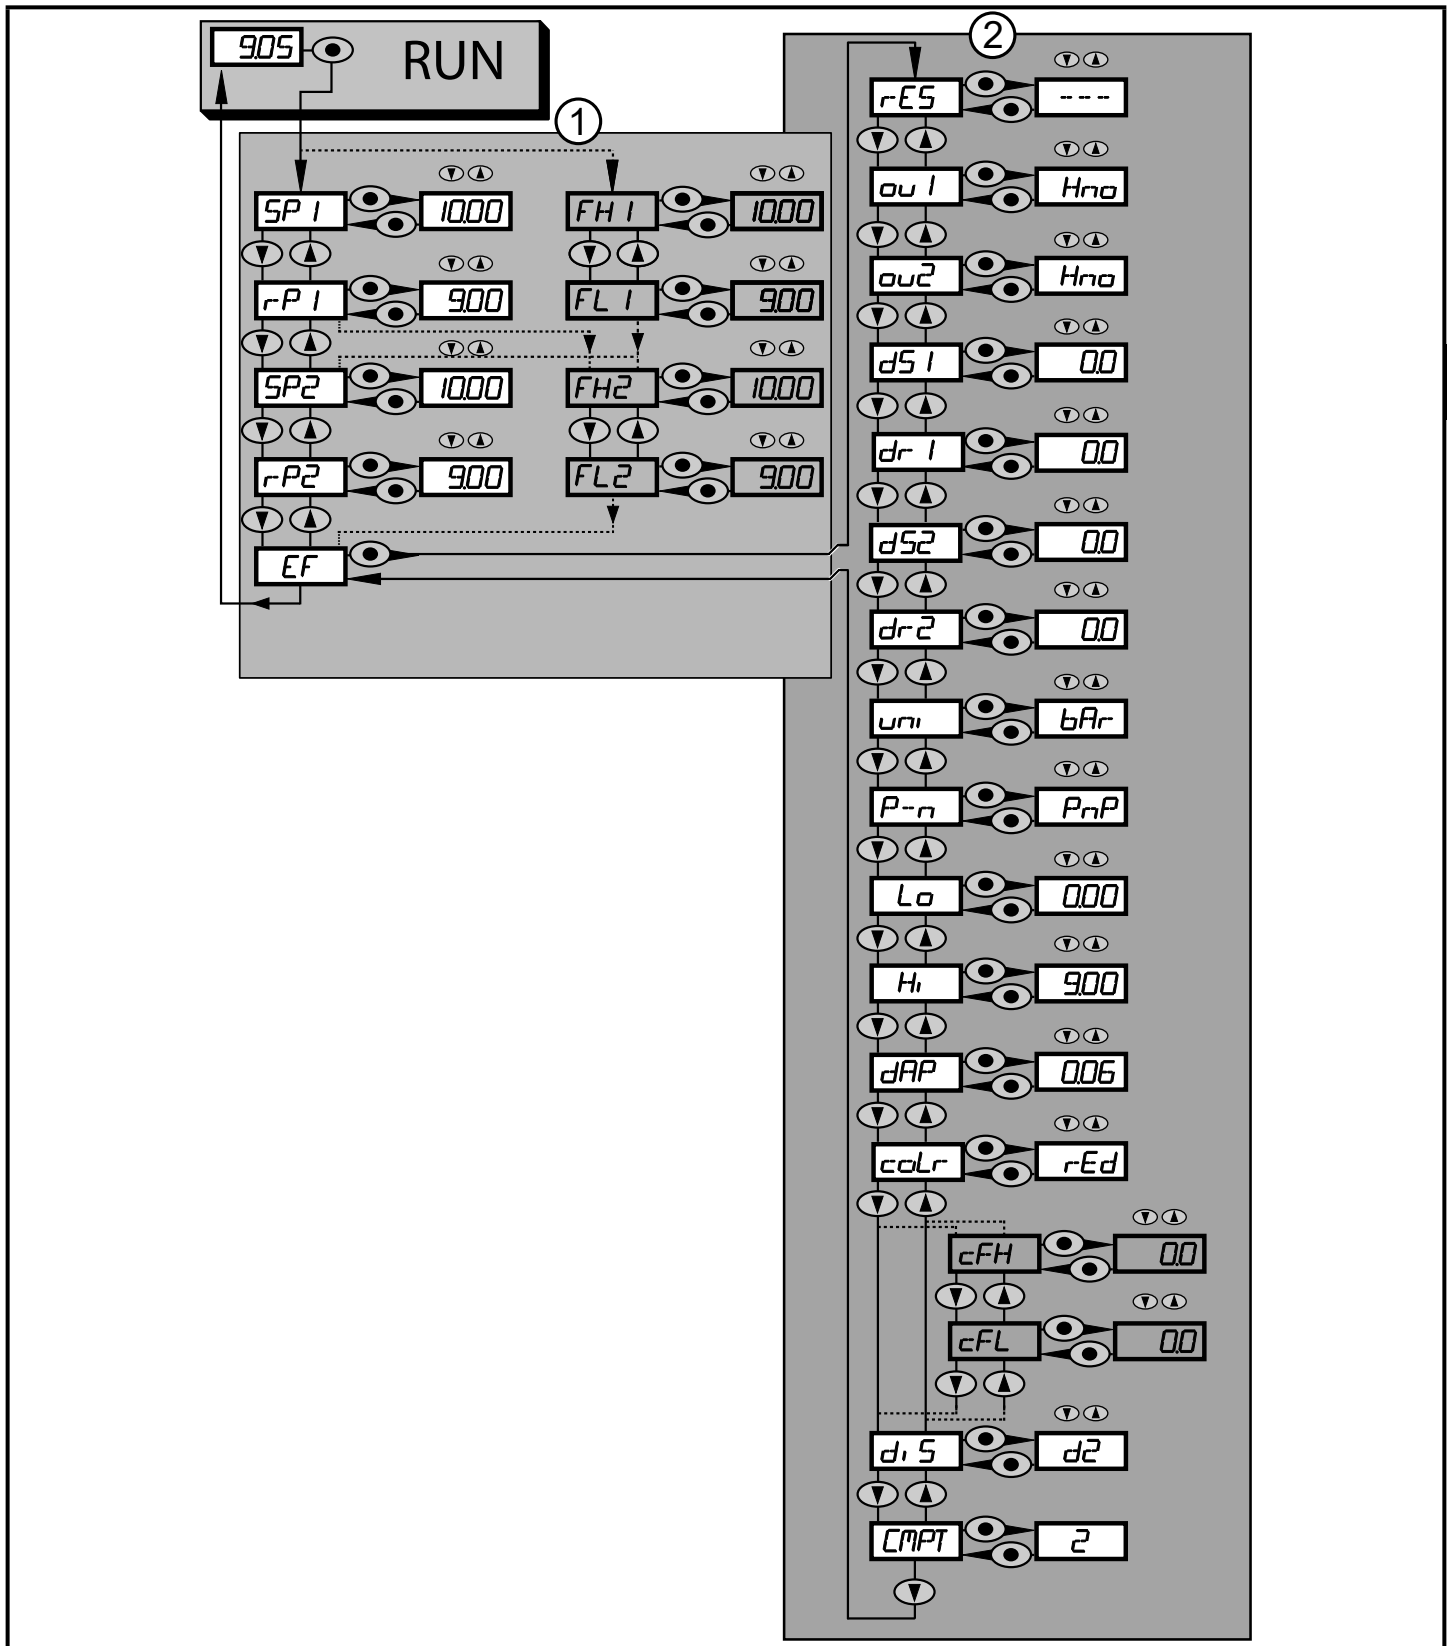 9.05 RUN
1
SP1 10.00 FH1 10.00
rP1 9.00 FL1 9.00
SP2 10.00 FH2 10.00
rP2 9.00 FL2 9.00
EF
2
rES ---
ou1 Hno
ou2 Hno
dS1 0.0
dr1 0.0
dS2 0.0
dr2 0.0
uni bAr
P-n PnP
Lo 0.00
Hi 9.00
dAP 0.06
coLr rEd
cFH 0.0
cFL 0.0
diS d2
CMPT 2